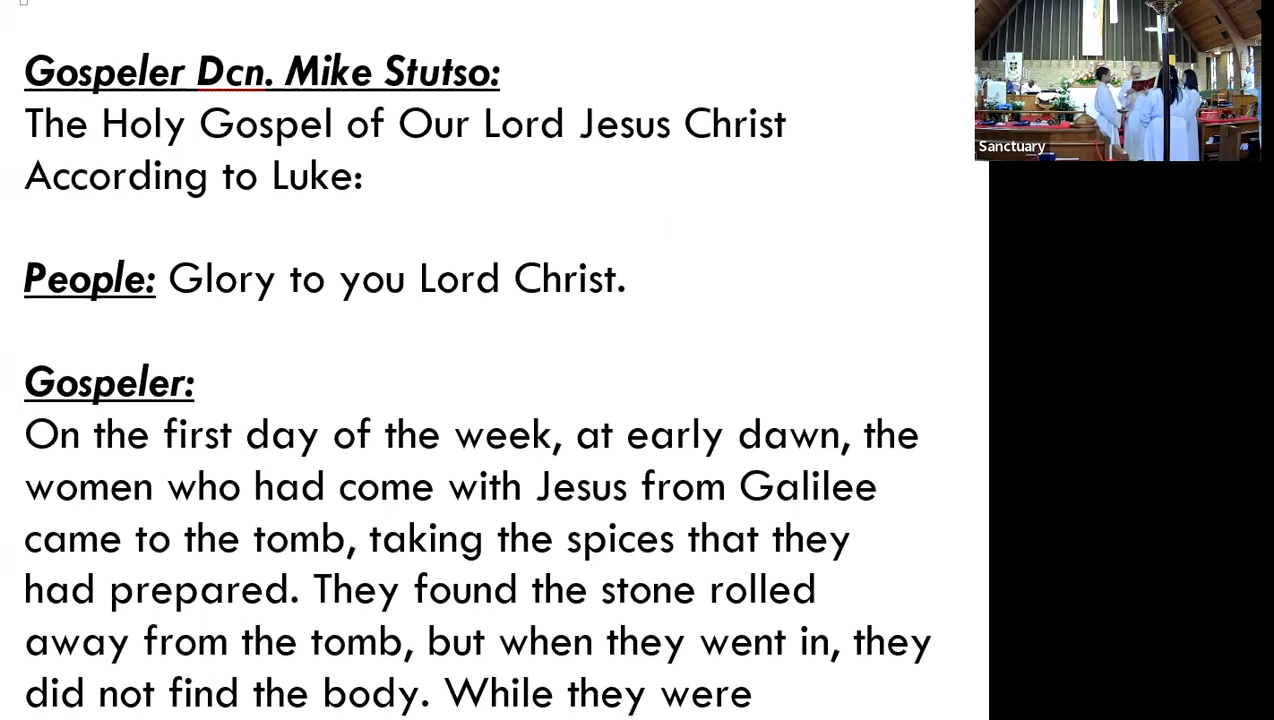 Gospeler Dcn. Mike Stutso:
The Holy Gospel of Our Lord Jesus Christ
According to Luke:
People: Glory to you Lord Christ.
Gospeler:
On the first day of the week, at early dawn, the
women who had come with Jesus from Galilee
came to the tomb, taking the spices that they
had prepared. They found the stone rolled
away from the tomb, but when they went in, they
did not find the body. While they were
Sanctuary